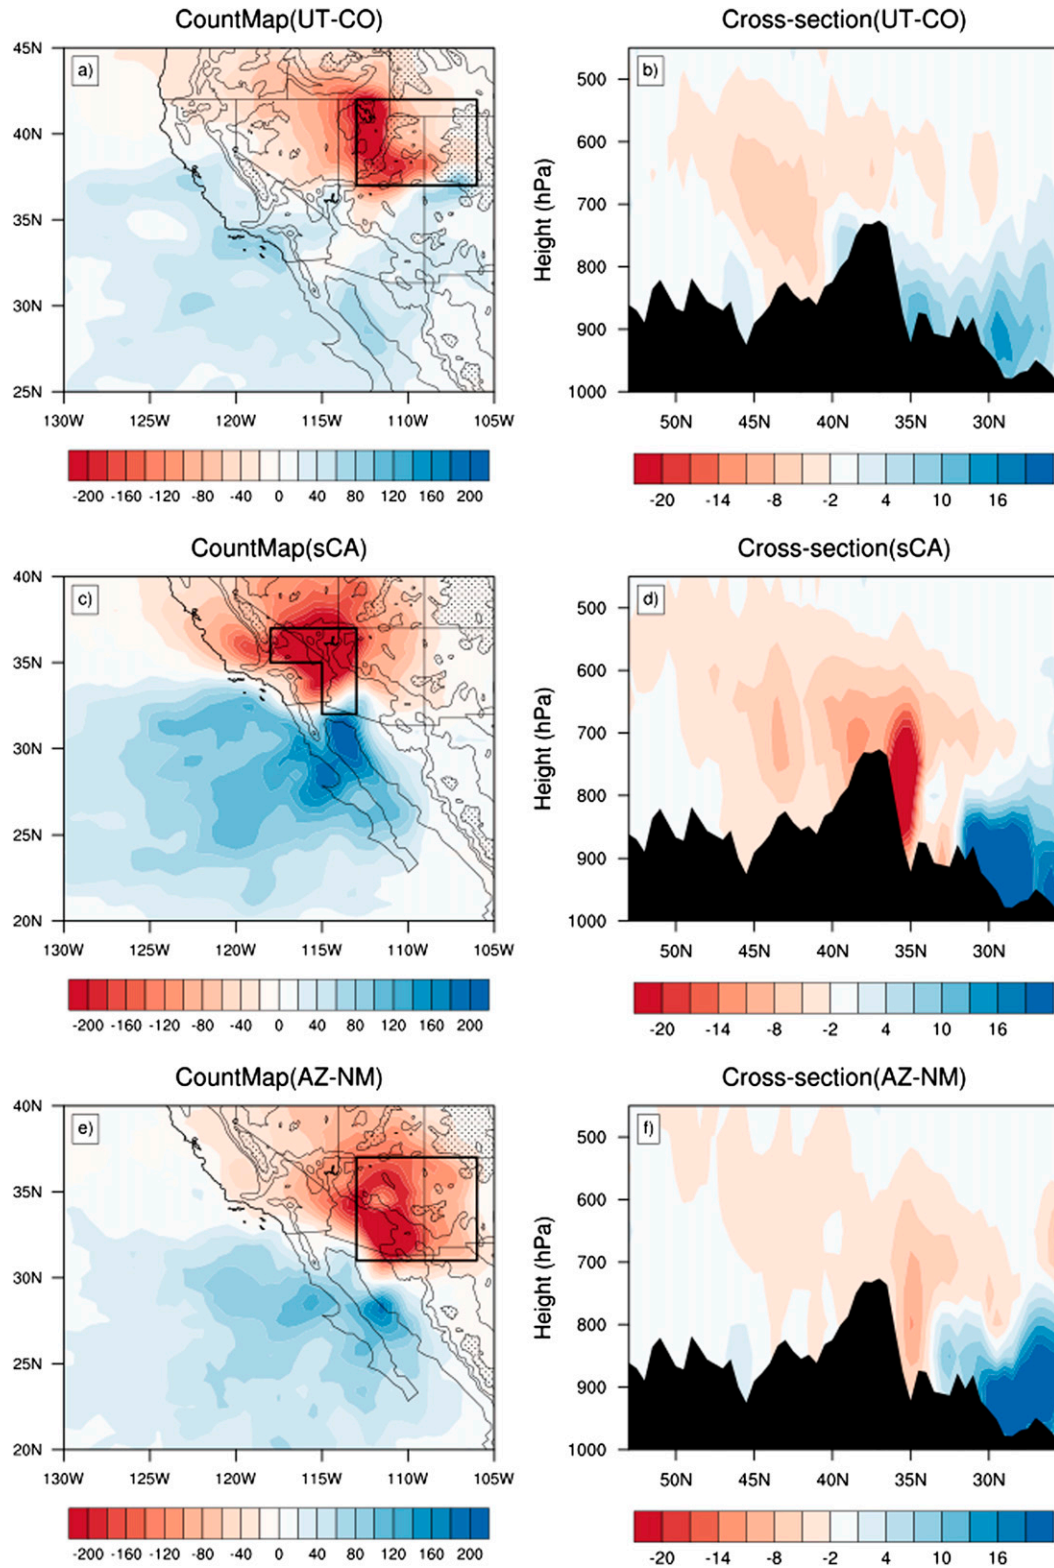 CountMap(UT-CO)
a)
45N
40N
35N
30N
25N
130W 125W 120W 115W 110W 105W
-200 -160 -120 -80 -40 0 40 80 120 160 200
Cross-section(UT-CO)
b)
Height (hPa)
500
600
700
800
900
1000
50N 45N 40N 35N 30N
-20 -14 -8 -2 4 10 16
CountMap(sCA)
c)
40N
35N
30N
25N
20N
130W 125W 120W 115W 110W 105W
-200 -160 -120 -80 -40 0 40 80 120 160 200
Cross-section(sCA)
d)
Height (hPa)
500
600
700
800
900
1000
50N 45N 40N 35N 30N
-20 -14 -8 -2 4 10 16
CountMap(AZ-NM)
e)
40N
35N
30N
25N
20N
130W 125W 120W 115W 110W 105W
-200 -160 -120 -80 -40 0 40 80 120 160 200
Cross-section(AZ-NM)
f)
Height (hPa)
500
600
700
800
900
1000
50N 45N 40N 35N 30N
-20 -14 -8 -2 4 10 16